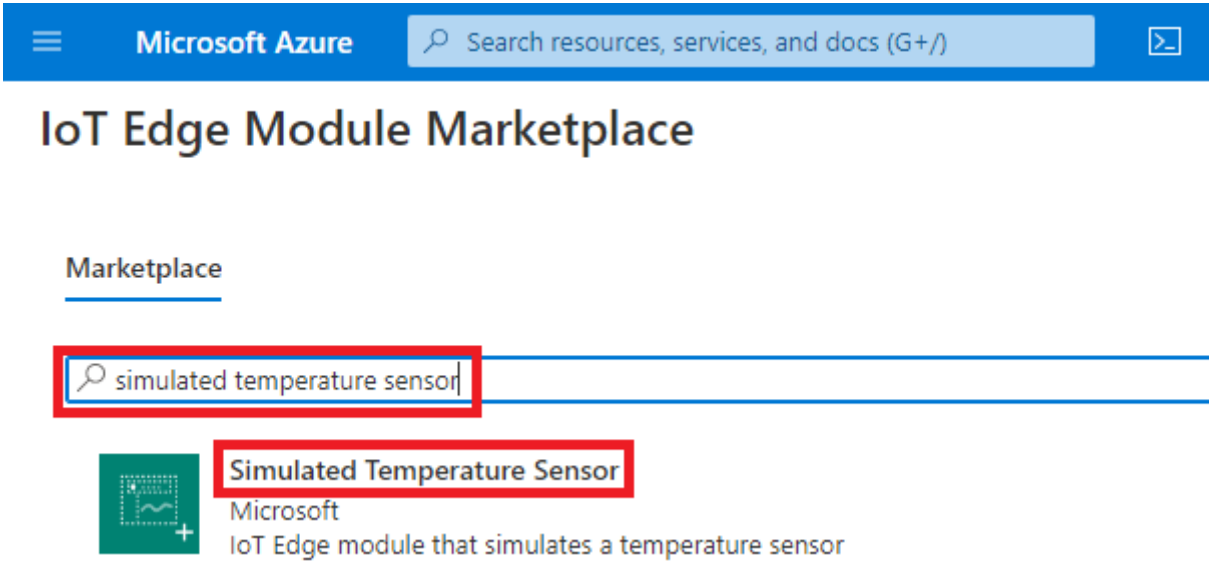 Microsoft Azure
Search resources, services, and docs (G+/)
IoT Edge Module Marketplace
Marketplace
simulated temperature sensor
Simulated Temperature Sensor
Microsoft
IoT Edge module that simulates a temperature sensor